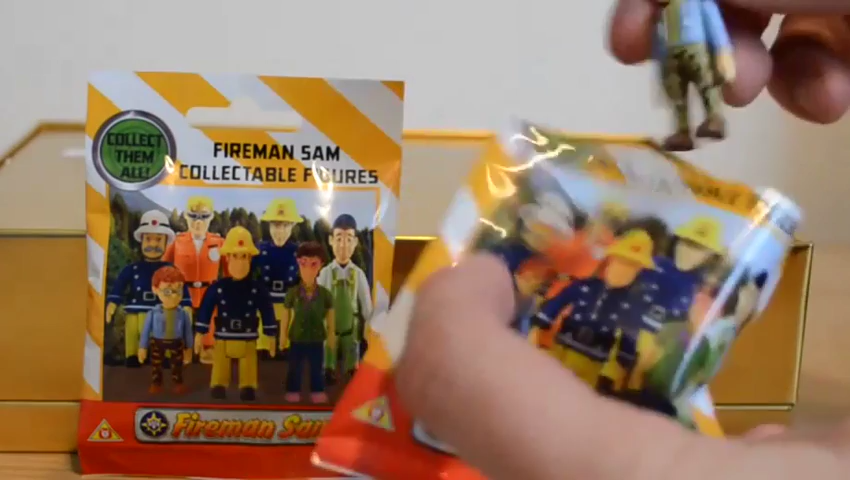 COLLECT
THEM
ALL!
FIREMAN SAM
COLLECTABLE FIGURES
Fireman Sam